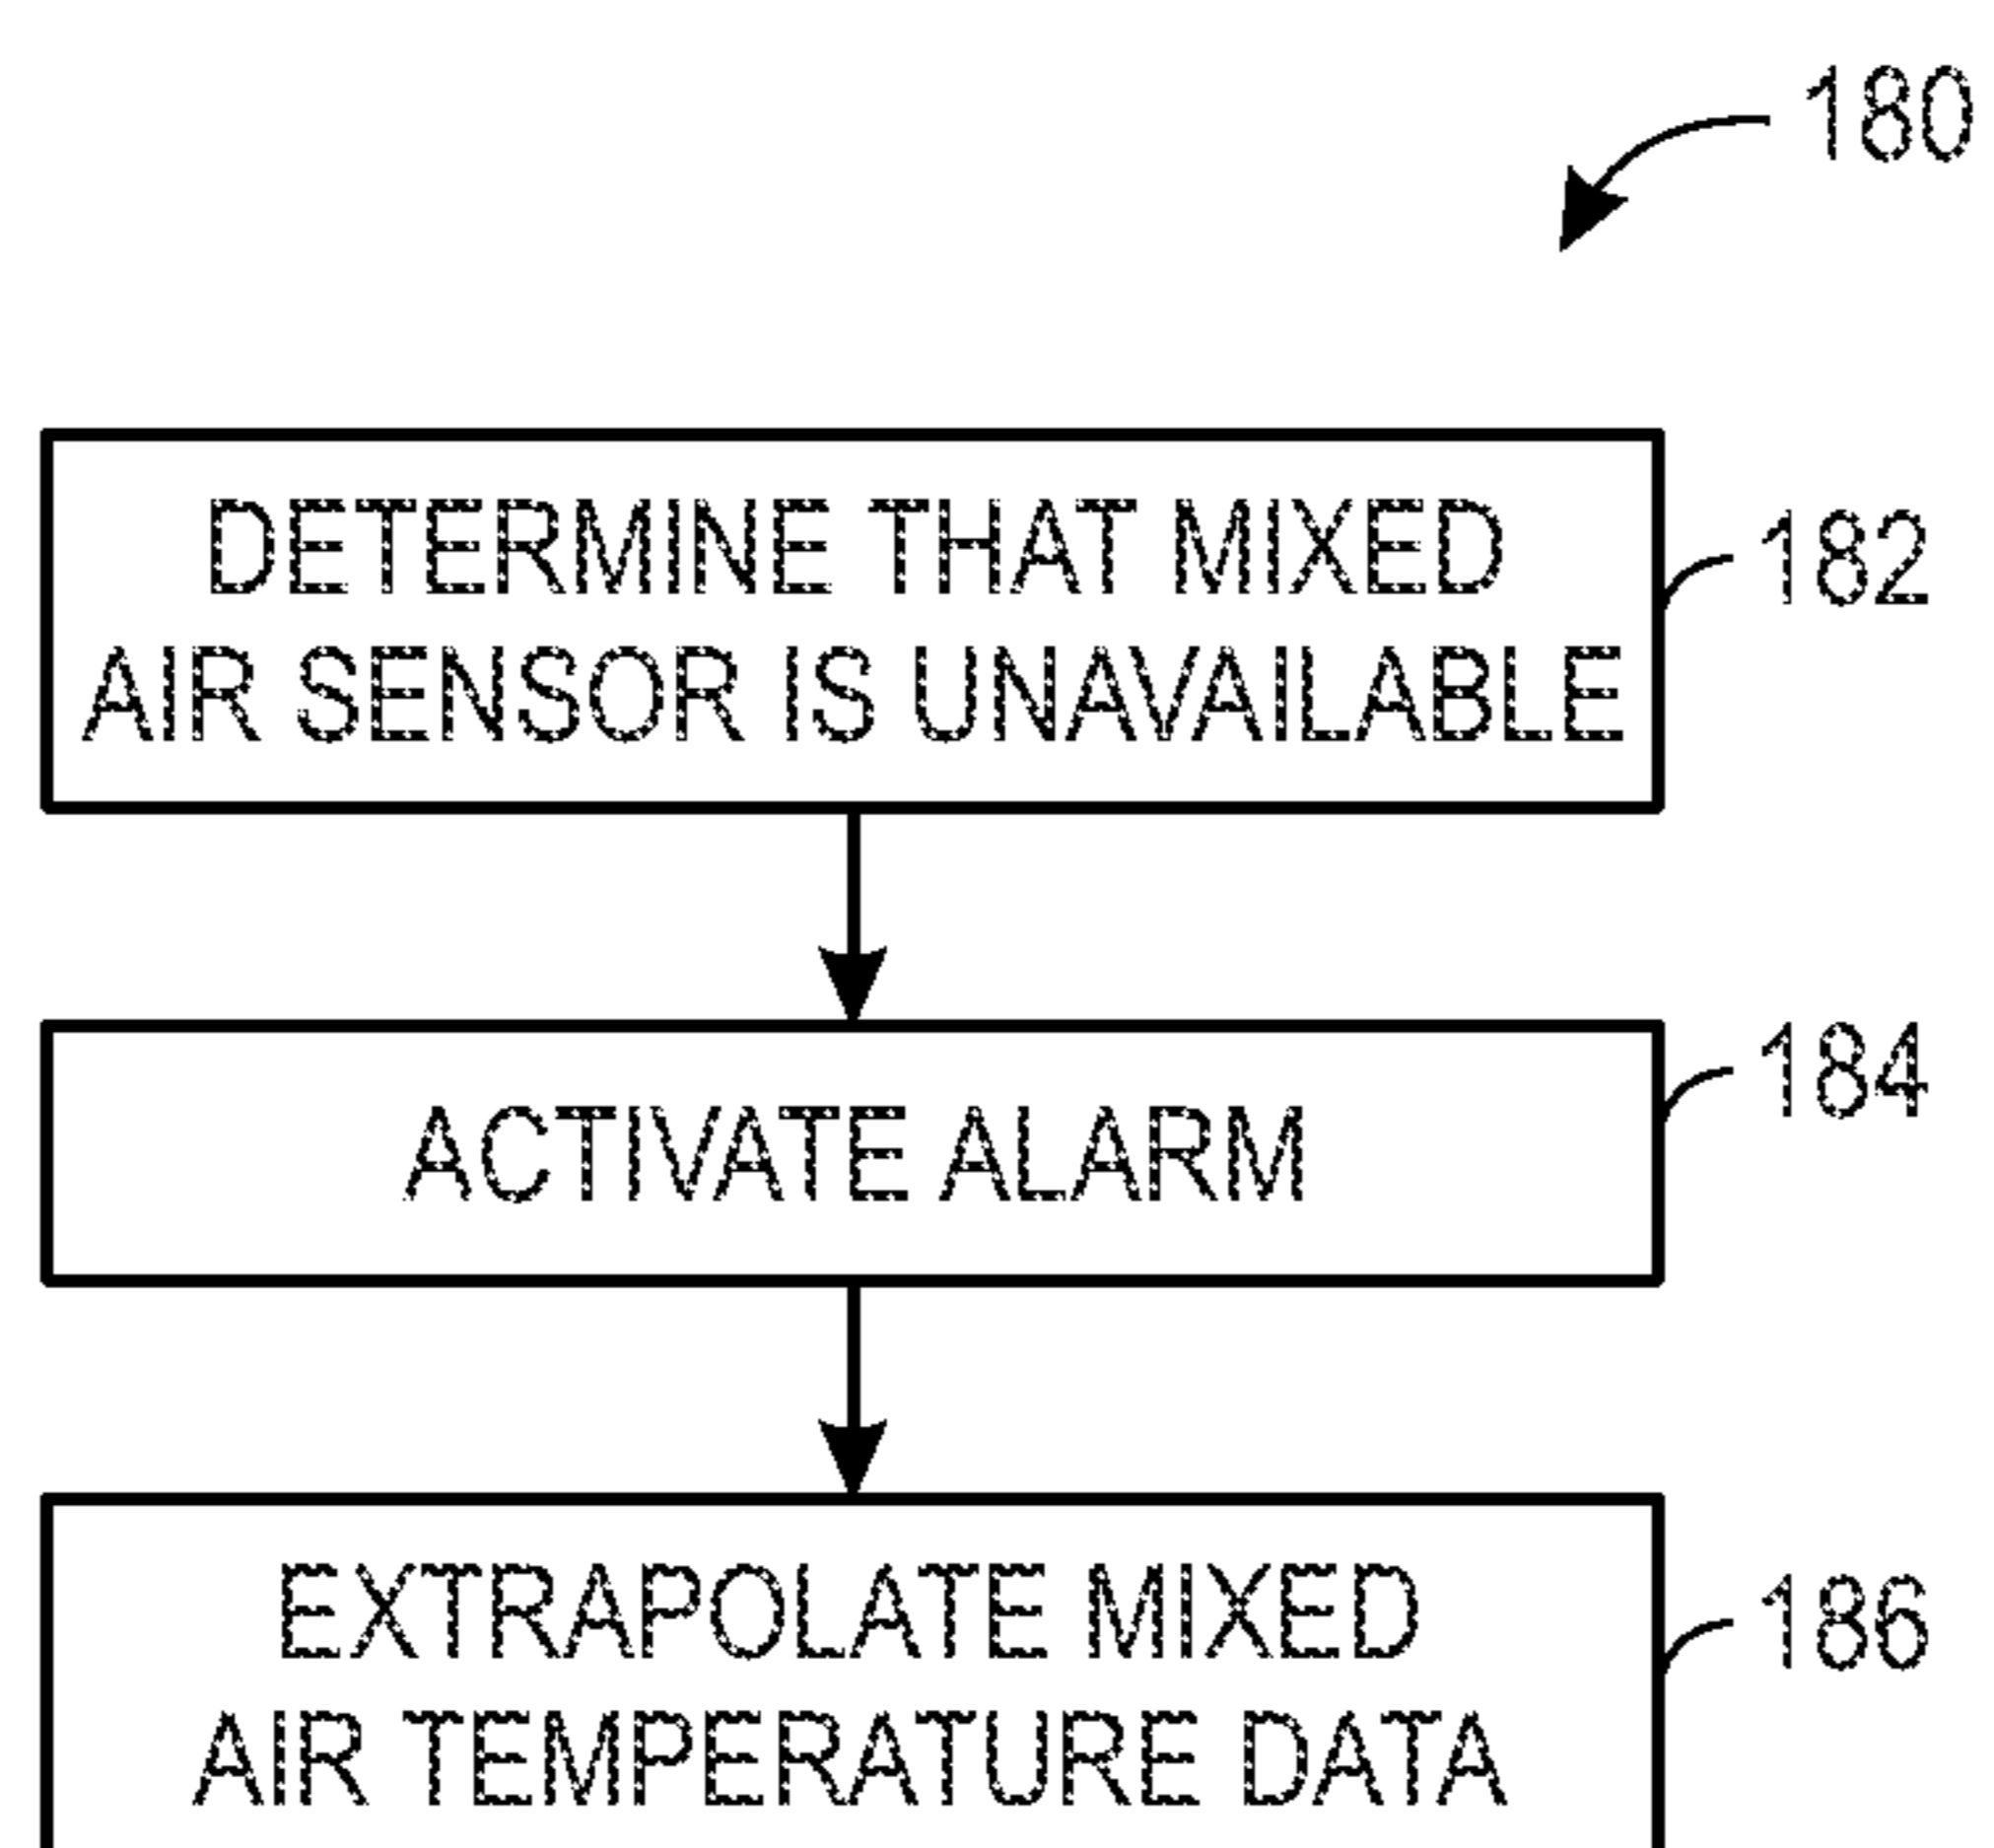 180
DETERMINE THAT MIXED
AIR SENSOR IS UNAVAILABLE
182
ACTIVATE ALARM
184
EXTRAPOLATE MIXED
AIR TEMPERATURE DATA
186